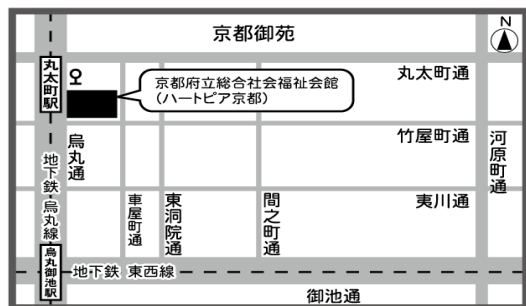 京都御苑
N
丸太町駅
京都府立総合社会福祉会館
(ハートピア京都)
丸太町通
竹屋町通
烏丸通
地下鉄 烏丸線
車屋町通
東洞院通
間之町通
実川通
河原町通
烏丸御池駅
地下鉄 東西線
御池通